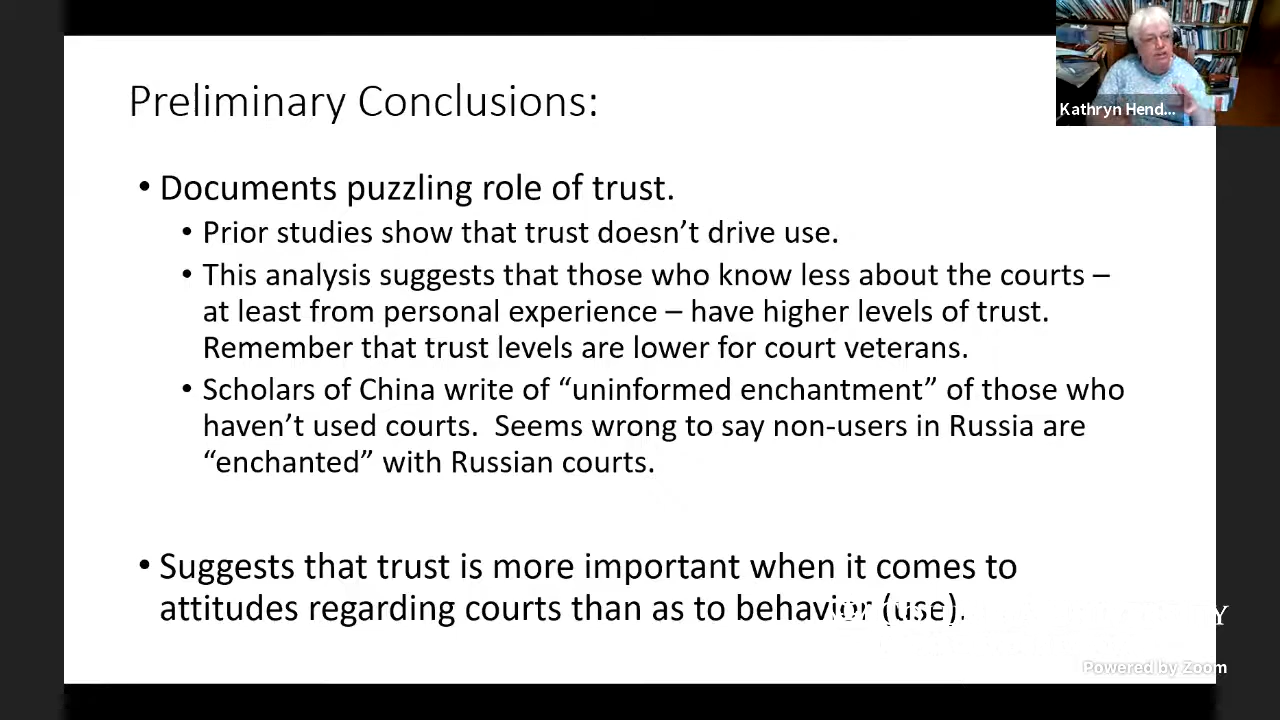 Preliminary Conclusions:
Kathryn Hend...
• Documents puzzling role of trust.
• Prior studies show that trust doesn’t drive use.
• This analysis suggests that those who know less about the courts –
at least from personal experience – have higher levels of trust.
Remember that trust levels are lower for court veterans.
• Scholars of China write of “uninformed enchantment” of those who
haven’t used courts. Seems wrong to say non-users in Russia are
“enchanted” with Russian courts.
• Suggests that trust is more important when it comes to
attitudes regarding courts than as to behavior (use).
Powered by Zoom